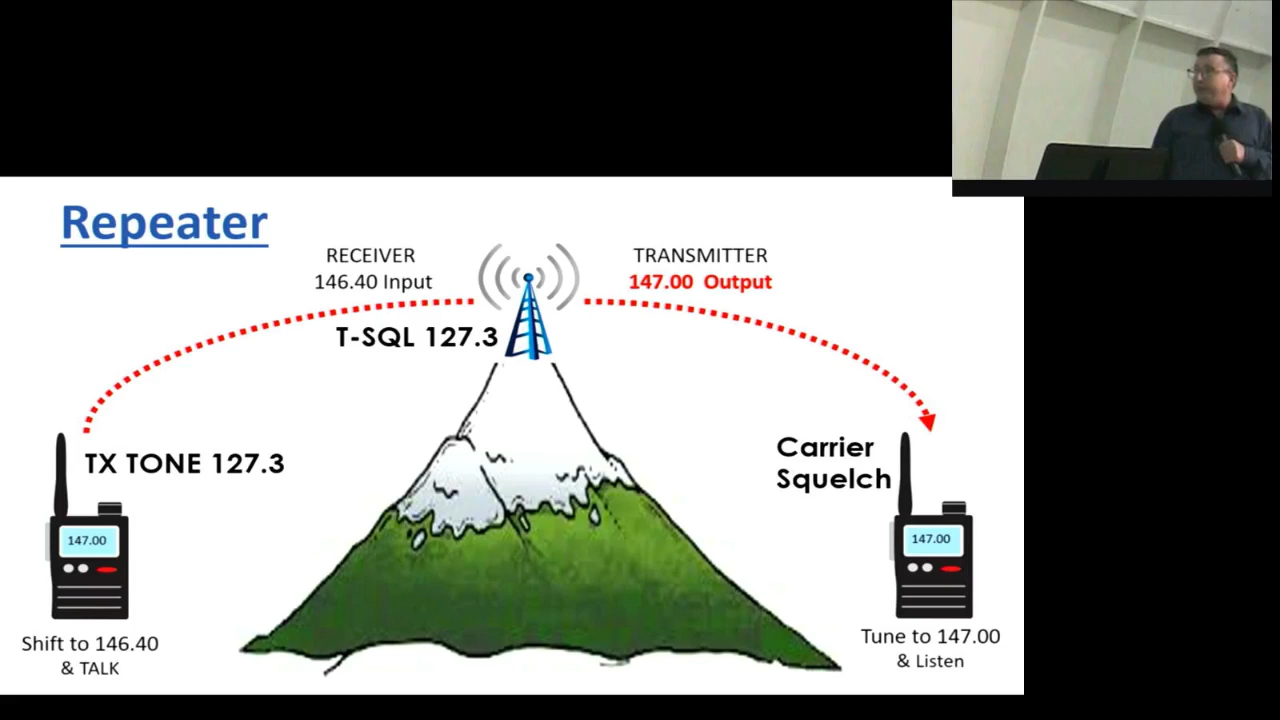 Repeater
RECEIVER
146.40 Input
TRANSMITTER
147.00 Output
T-SQL 127.3
TX TONE 127.3
Carrier
Squelch
147.00
147.00
Shift to 146.40
& TALK
Tune to 147.00
& Listen